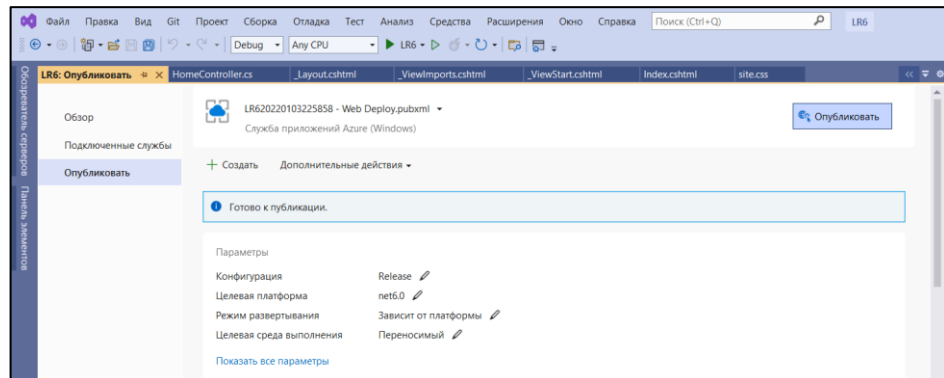 Файл Правка Вид Git Проект Сборка Отладка Тест Анализ Средства Расширения Окно Справка Поиск (Ctrl+Q) LR6
Debug Any CPU LR6
LR6: Опубликовать HomeController.cs _Layout.cshtml _ViewImports.cshtml _ViewStart.cshtml Index.cshtml site.css
Обозреватель серверов
Панель элементов
Обзор
Подключенные службы
Опубликовать
LR620220103225858 - Web Deploy.pubxml
Служба приложений Azure (Windows)
Опубликовать
Создать Дополнительные действия
Готово к публикации.
Параметры
Конфигурация Release
Целевая платформа net6.0
Режим развертывания Зависит от платформы
Целевая среда выполнения Переносимый
Показать все параметры